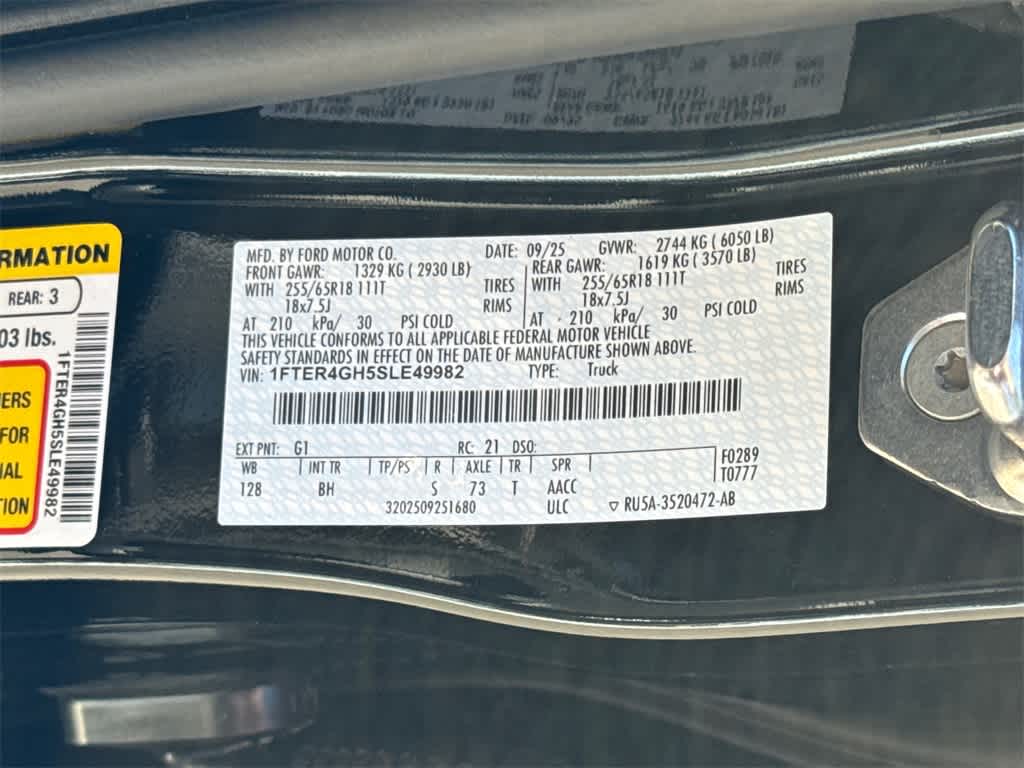 RMATION
REAR: 3
03 lbs.
ERS
FOR
IAL
ION
1FTER4GH5SLE49982
MFD. BY FORD MOTOR CO. DATE: 09/25 GVWR: 2744 KG ( 6050 LB)
FRONT GAWR: 1329 KG ( 2930 LB) REAR GAWR: 1619 KG ( 3570 LB)
WITH 255/65R18 111T TIRES WITH 255/65R18 111T TIRES
18x7.5J RIMS 18x7.5J RIMS
AT 210 kPa/ 30 PSI COLD AT 210 kPa/ 30 PSI COLD
THIS VEHICLE CONFORMS TO ALL APPLICABLE FEDERAL MOTOR VEHICLE
SAFETY STANDARDS IN EFFECT ON THE DATE OF MANUFACTURE SHOWN ABOVE.
VIN: 1FTER4GH5SLE49982 TYPE: Truck
EXT PNT: G1 RC: 21 DSO:
WB INT TR TP/PS R AXLE TR SPR F0289
128 BH S 73 T AACC T0777
3202509251680 ULC ▽ RU5A-3520472-AB